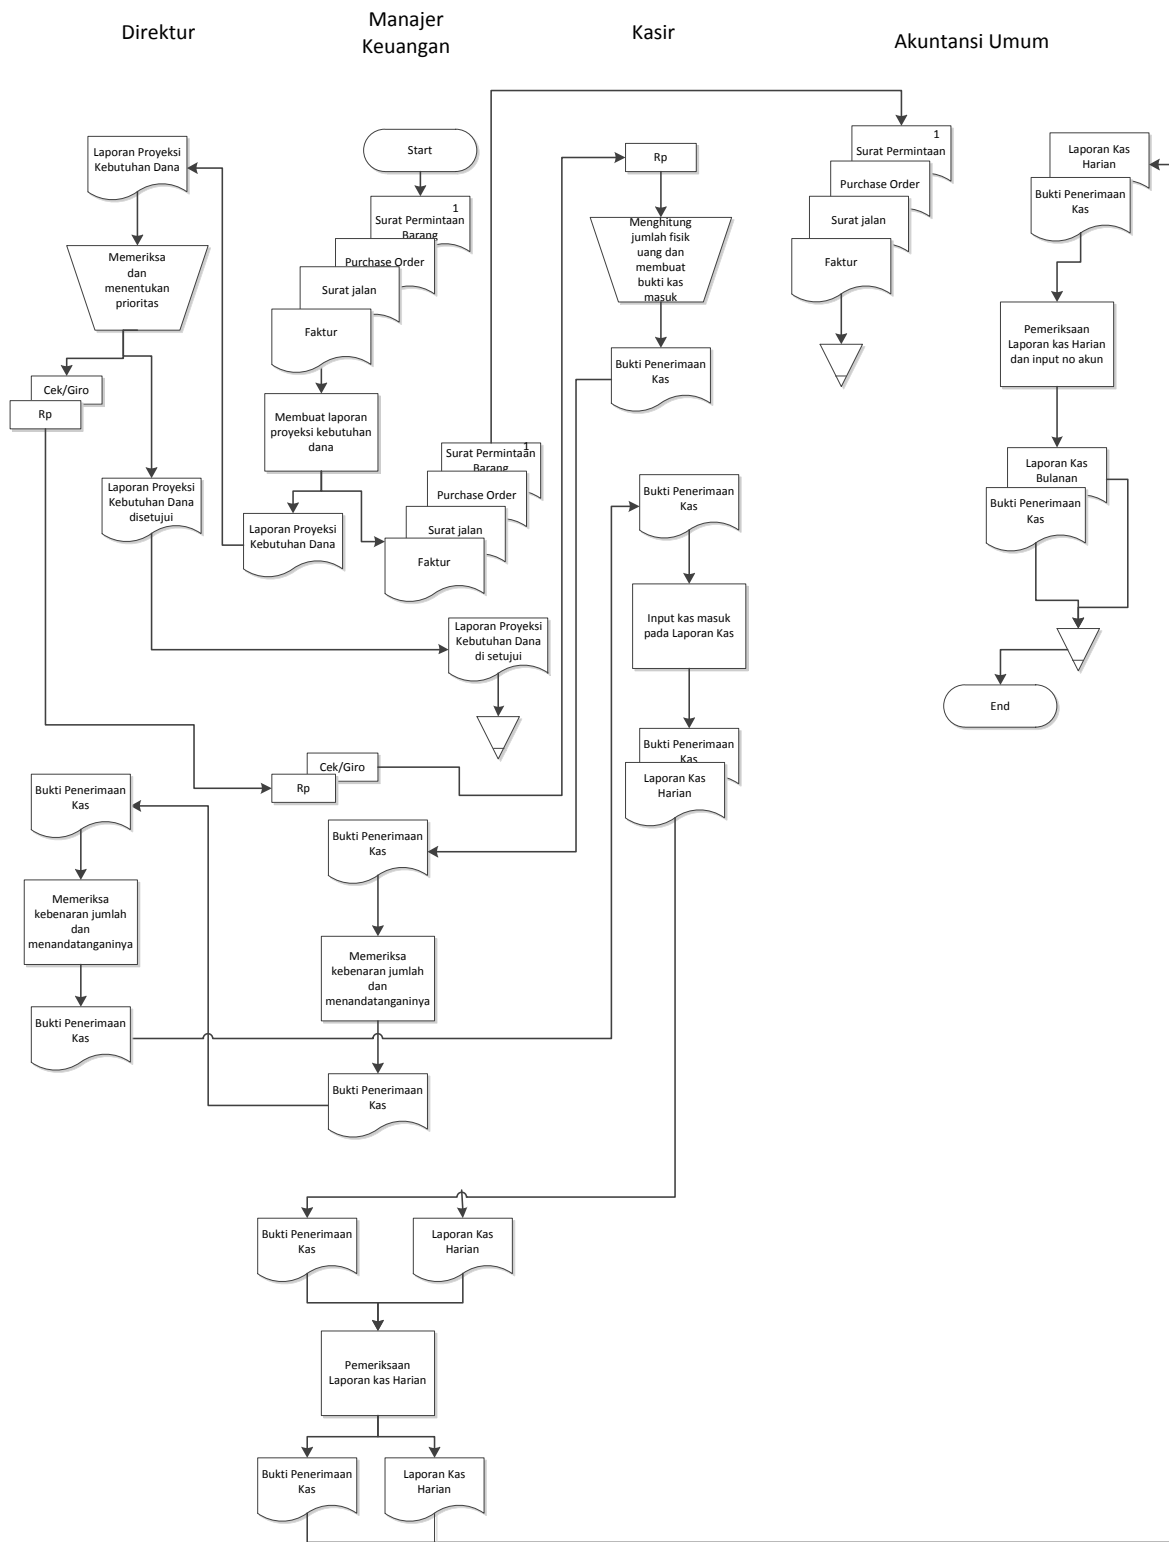 Direktur
Manajer
Keuangan
Kasir
Akuntansi Umum
Laporan Proyeksi
Kebutuhan Dana
Memeriksa
dan
menentukan
prioritas
Cek/Giro
Rp
Laporan Proyeksi
Kebutuhan Dana
disetujui
Bukti Penerimaan
Kas
Memeriksa
kebenaran jumlah
dan
menandatanganinya
Bukti Penerimaan
Kas
Start
1
Surat Permintaan
Barang
Purchase Order
Surat jalan
Faktur
Membuat laporan
proyeksi kebutuhan
dana
Laporan Proyeksi
Kebutuhan Dana
1
Surat Permintaan
Barang
Purchase Order
Surat jalan
Faktur
Laporan Proyeksi
Kebutuhan Dana
di setujui
Cek/Giro
Rp
Bukti Penerimaan
Kas
Memeriksa
kebenaran jumlah
dan
menandatanganinya
Bukti Penerimaan
Kas
Bukti Penerimaan
Kas
Laporan Kas
Harian
Pemeriksaan
Laporan kas Harian
Bukti Penerimaan
Kas
Laporan Kas
Harian
Rp
Menghitung
jumlah fisik
uang dan
membuat
bukti kas
masuk
Bukti Penerimaan
Kas
Bukti Penerimaan
Kas
Input kas masuk
pada Laporan Kas
Bukti Penerimaan
Kas
Laporan Kas
Harian
1
Surat Permintaan
Purchase Order
Surat jalan
Faktur
Laporan Kas
Harian
Bukti Penerimaan
Kas
Pemeriksaan
Laporan kas Harian
dan input no akun
Laporan Kas
Bulanan
Bukti Penerimaan
Kas
End